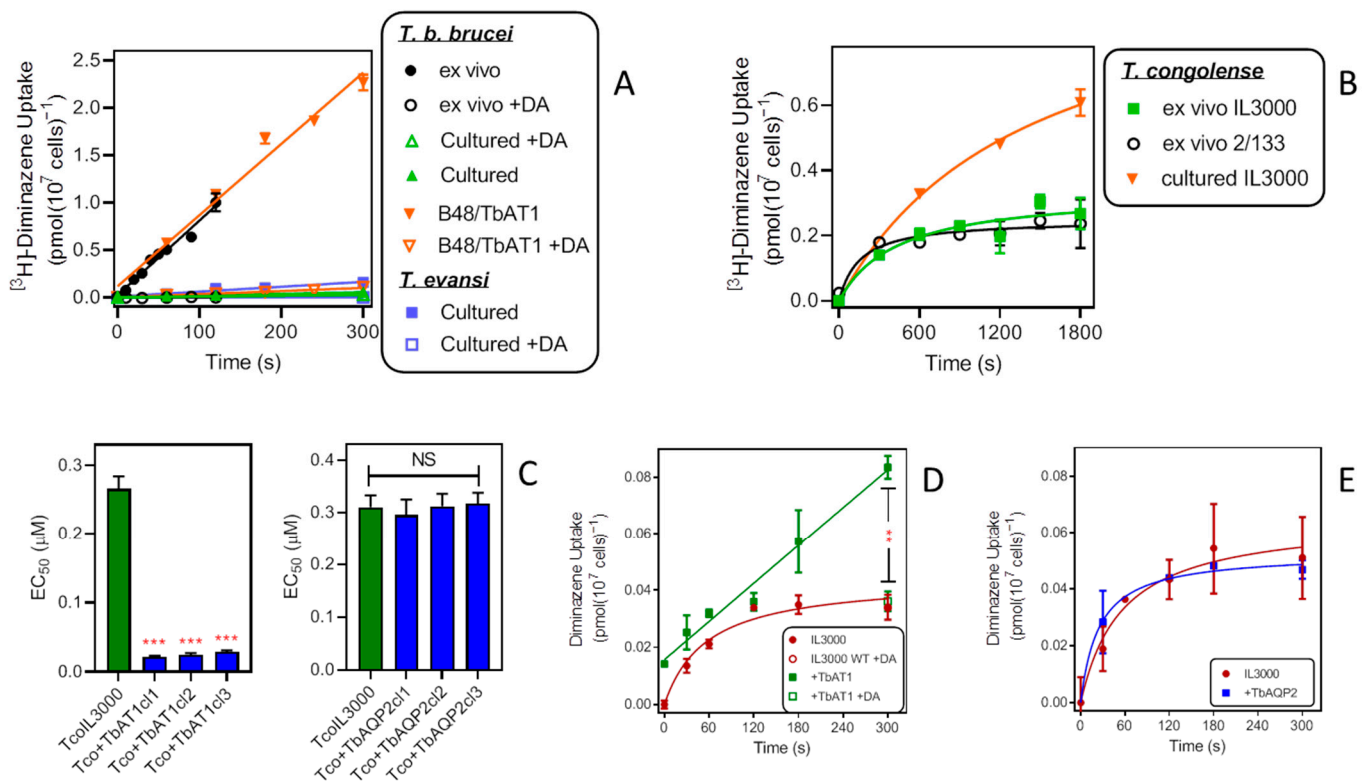 A
[³H]-Diminazene Uptake
(pmol(10⁷ cells)⁻¹
2.5
2.0
1.5
1.0
0.5
0.0
0
100
200
300
Time (s)
T. b. brucei
ex vivo
ex vivo +DA
Cultured +DA
Cultured
B48/TbAT1
B48/TbAT1 +DA
T. evansi
Cultured
Cultured +DA
B
[³H]-Diminazene Uptake
(pmol(10⁷ cells)⁻¹
0.6
0.4
0.2
0.0
0
600
1200
1800
Time (s)
T. congolense
ex vivo IL3000
ex vivo 2/133
cultured IL3000
C
EC₅₀ (µM)
0.3
0.2
0.1
0.0
***
***
***
TcoIL3000
Tco+TbAT1cl1
Tco+TbAT1cl2
Tco+TbAT1cl3
EC₅₀ (µM)
0.4
0.3
0.2
0.1
0.0
NS
TcoIL3000
Tco+TbAQP2cl1
Tco+TbAQP2cl2
Tco+TbAQP2cl3
D
Diminazene Uptake
(pmol(10⁷ cells)⁻¹
0.08
0.06
0.04
0.02
0.00
0
60
120
180
240
300
Time (s)
**
IL3000
IL3000 WT +DA
+TbAT1
+TbAT1 +DA
E
Diminazene Uptake
(pmol(10⁷ cells)⁻¹
0.08
0.06
0.04
0.02
0.00
0
60
120
180
240
300
Time (s)
IL3000
+TbAQP2